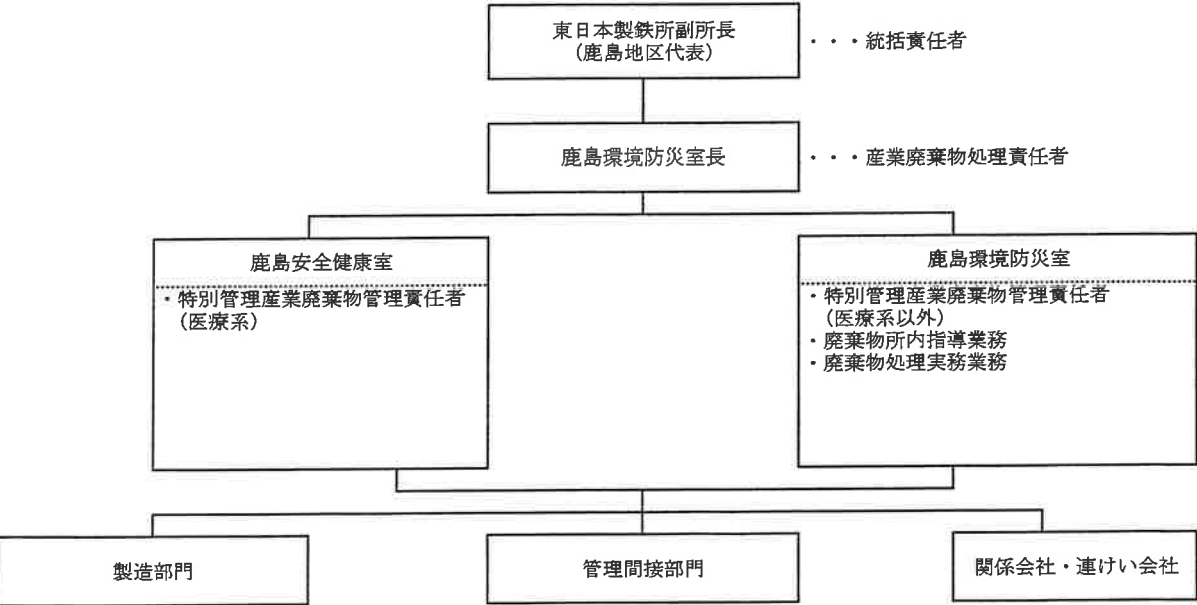 東日本製鉄所副所長
(鹿島地区代表)
・・・統括責任者
鹿島環境防災室長
・・・産業廃棄物処理責任者
鹿島安全健康室
・特別管理産業廃棄物管理責任者
(医療系)
鹿島環境防災室
・特別管理産業廃棄物管理責任者
(医療系以外)
・廃棄物所内指導業務
・廃棄物処理実務業務
製造部門
管理間接部門
関係会社・連けい会社